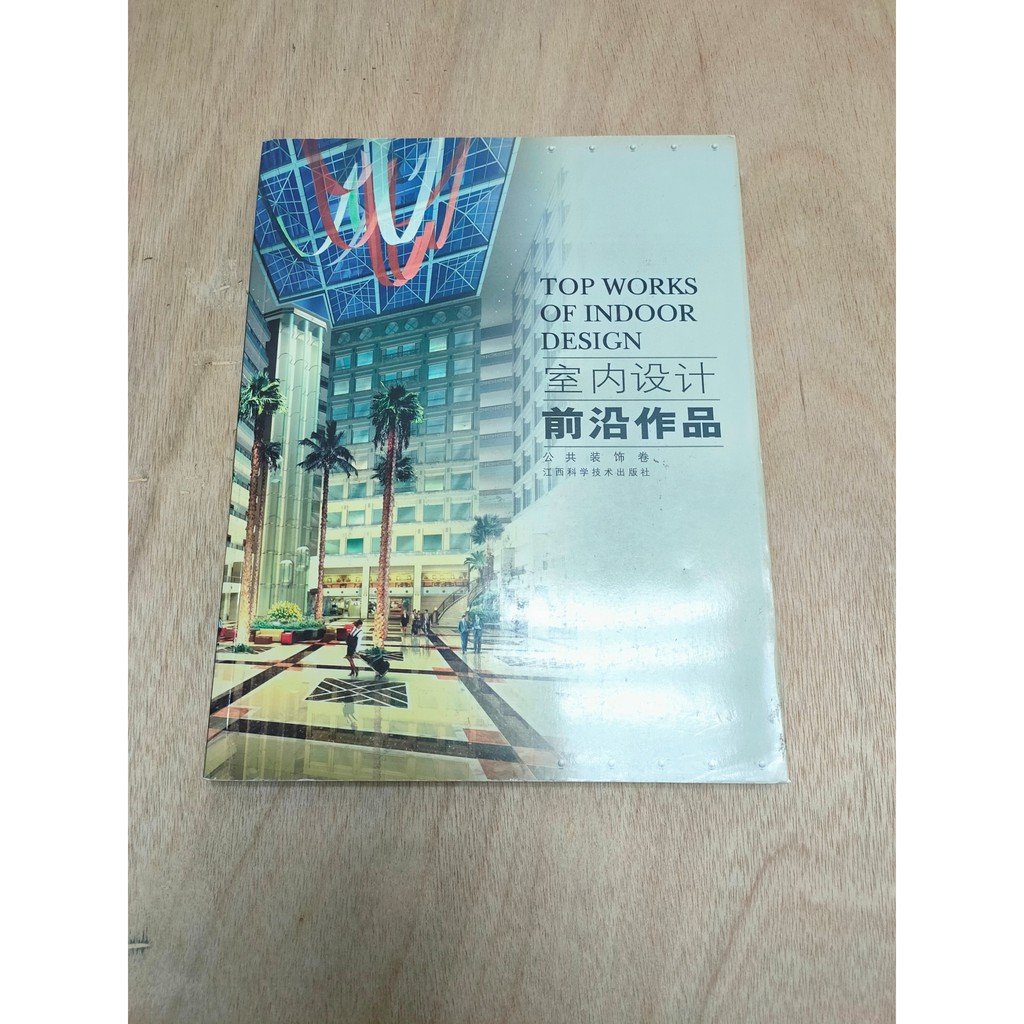 TOP WORKS
OF INDOOR
DESIGN
室内设计
前沿作品
公共装饰卷
江西科学技术出版社